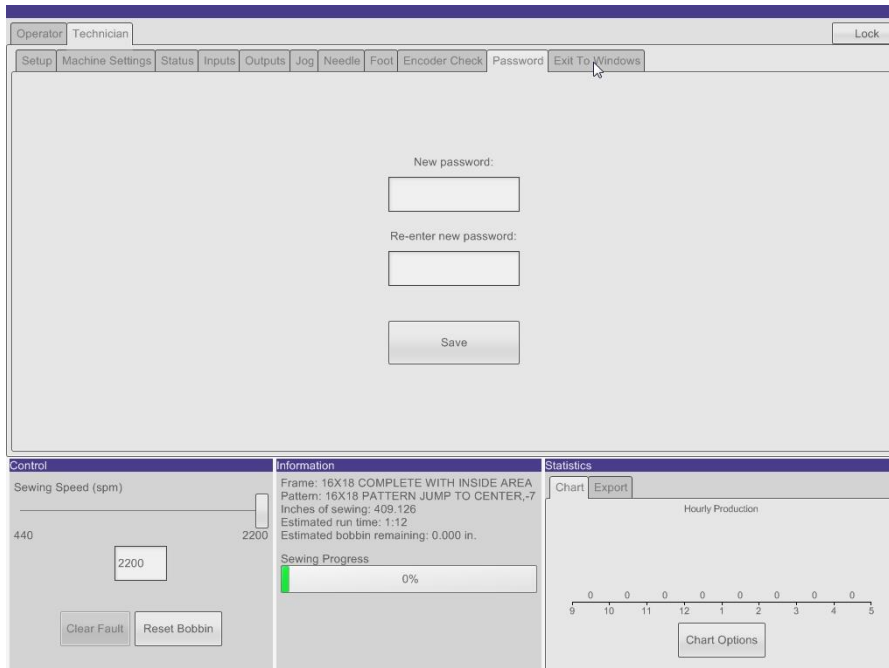 Operator Technician Lock
Setup Machine Settings Status Inputs Outputs Jog Needle Foot Encoder Check Password Exit To Windows
New password:
Re-enter new password:
Save
Control
Sewing Speed (spm)
440 2200
2200
Clear Fault Reset Bobbin
Information
Frame: 16X18 COMPLETE WITH INSIDE AREA
Pattern: 16X18 PATTERN JUMP TO CENTER,-7
Inches of sewing: 409.126
Estimated run time: 1:12
Estimated bobbin remaining: 0.000 in.
Sewing Progress
0%
Statistics
Chart Export
Hourly Production
0 0 0 0 0 0 0 0
9 10 11 12 1 2 3 4 5
Chart Options